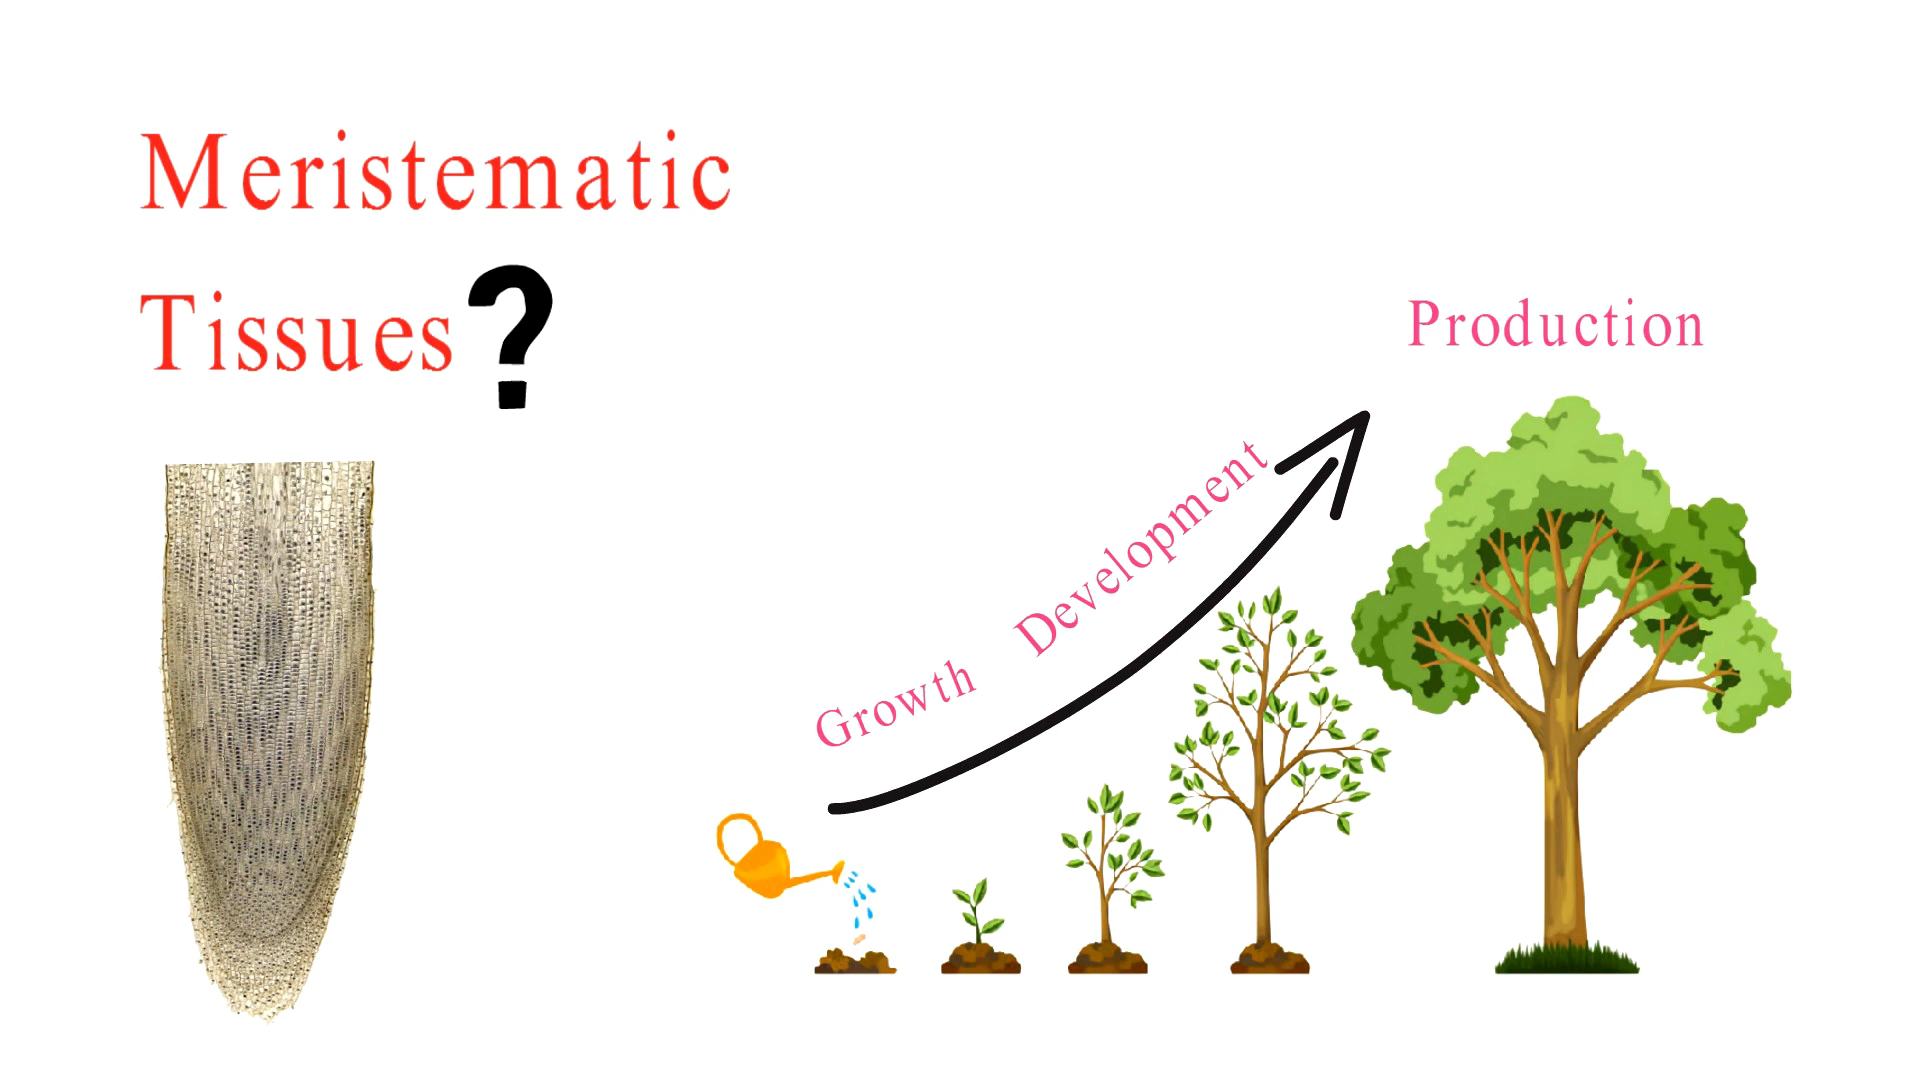 Meristematic
Tissues?
Production
Development
Growth